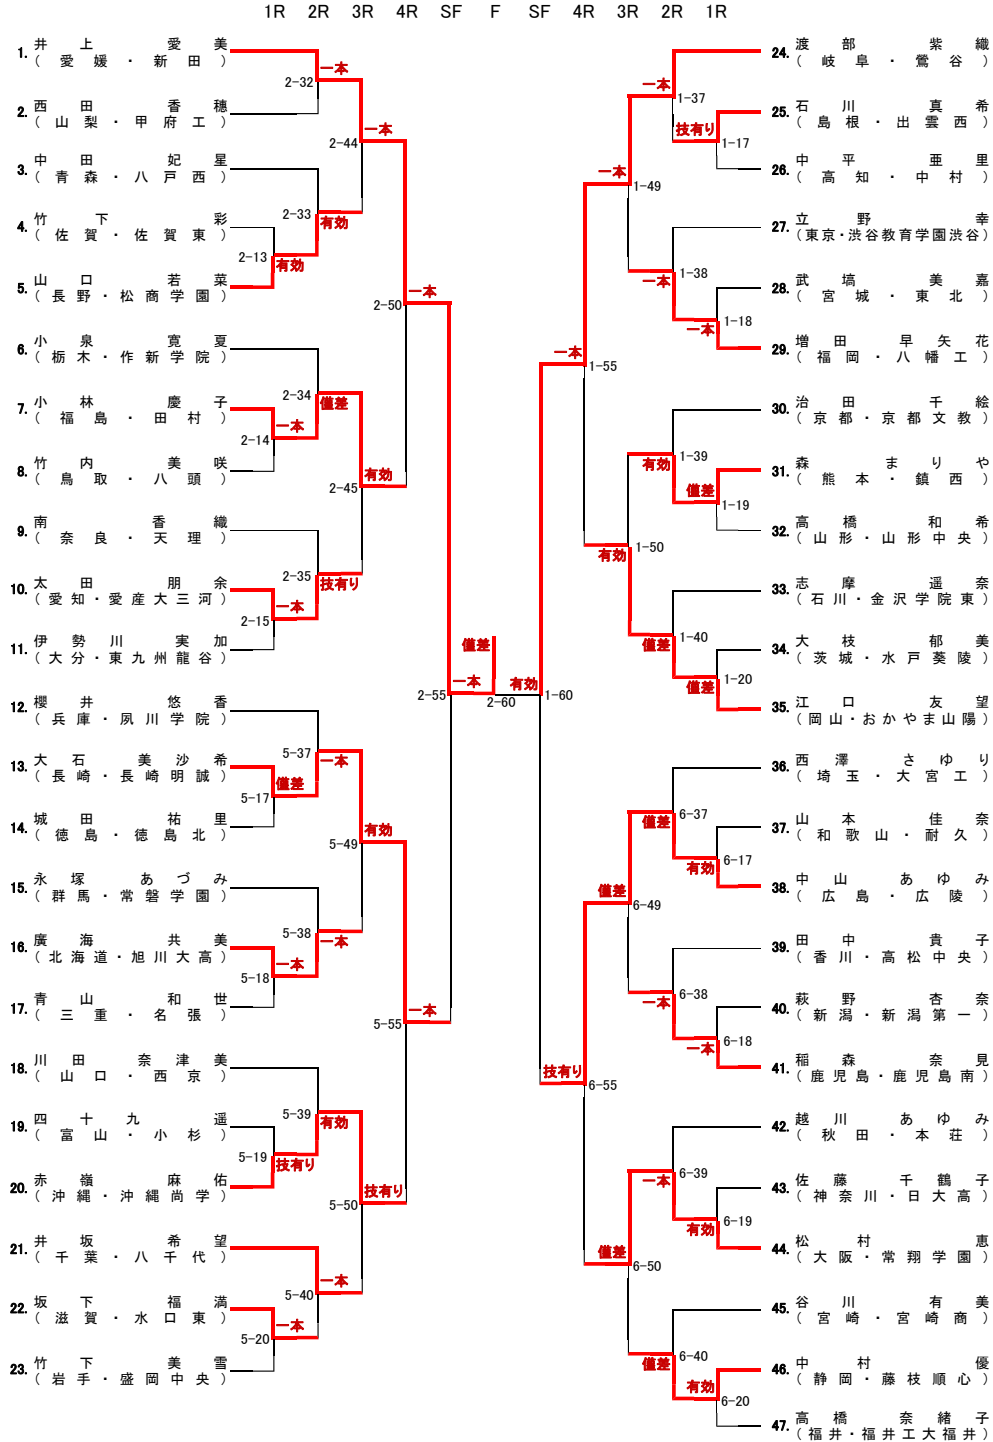 1R 2R 3R 4R SF F SF 4R 3R 2R 1R
1. 井上 愛美
(愛媛・新田)
2. 西田 香穂
(山梨・甲府工)
3. 中田 妃星
(青森・八戸西)
4. 竹下 彩
(佐賀・佐賀東)
5. 山口 若菜
(長野・松商学園)
6. 小泉 寛夏
(栃木・作新学院)
7. 小林 慶子
(福島・田村)
8. 竹内 美咲
(鳥取・八頭)
9. 南 香織
(奈良・天理)
10. 太田 朋余
(愛知・愛産大三河)
11. 伊勢川 実加
(大分・東九州龍谷)
12. 櫻井 悠香
(兵庫・夙川学院)
13. 大石 美沙希
(長崎・長崎明誠)
14. 城田 祐里
(徳島・徳島北)
15. 永塚 あづみ
(群馬・常磐学園)
16. 廣海 共美
(北海道・旭川大高)
17. 青山 和世
(三重・名張)
18. 川田 奈津美
(山口・西京)
19. 四十九 遥
(富山・小杉)
20. 赤嶺 麻佑
(沖縄・沖縄尚学)
21. 井坂 希望
(千葉・八千代)
22. 坂下 福満
(滋賀・水口東)
23. 竹下 美雪
(岩手・盛岡中央)
2-13 有効
2-14 一本
2-15 一本
5-17 僅差
5-18 一本
5-19 技有り
5-20 一本
2-32 一本
2-33 有効
2-34 僅差
2-35 技有り
5-37 一本
5-38 一本
5-39 有効
5-40 一本
2-44 一本
2-45 有効
5-49 有効
5-50 技有り
2-50 一本
5-55 一本
2-55 一本
僅差
2-60
有効
1-60
1-55 一本
6-55 技有り
1-49 一本
1-50 有効
6-49 僅差
6-50 僅差
1-37 一本
1-38 一本
1-39 有効
1-40 僅差
6-37 僅差
6-38 一本
6-39 一本
6-40 僅差
1-17 技有り
1-18 一本
1-19 僅差
1-20 僅差
6-17 有効
6-18 一本
6-19 有効
6-20 有効
24. 渡部 紫織
(岐阜・鶯谷)
25. 石川 真希
(島根・出雲西)
26. 中平 亜里
(高知・中村)
27. 立野 幸
(東京・渋谷教育学園渋谷)
28. 武塙 美嘉
(宮城・東北)
29. 増田 早矢花
(福岡・八幡工)
30. 治田 千絵
(京都・京都文教)
31. 森 まりや
(熊本・鎮西)
32. 高橋 和希
(山形・山形中央)
33. 志摩 遥奈
(石川・金沢学院東)
34. 大枝 郁美
(茨城・水戸葵陵)
35. 江口 友望
(岡山・おかやま山陽)
36. 西澤 さゆり
(埼玉・大宮工)
37. 山本 佳奈
(和歌山・耐久)
38. 中山 あゆみ
(広島・広陵)
39. 田中 貴子
(香川・高松中央)
40. 萩野 杏奈
(新潟・新潟第一)
41. 稲森 奈見
(鹿児島・鹿児島南)
42. 越川 あゆみ
(秋田・本荘)
43. 佐藤 千鶴子
(神奈川・日大高)
44. 松村 恵
(大阪・常翔学園)
45. 谷川 有美
(宮崎・宮崎商)
46. 中村 優
(静岡・藤枝順心)
47. 高橋 奈緒子
(福井・福井工大福井)